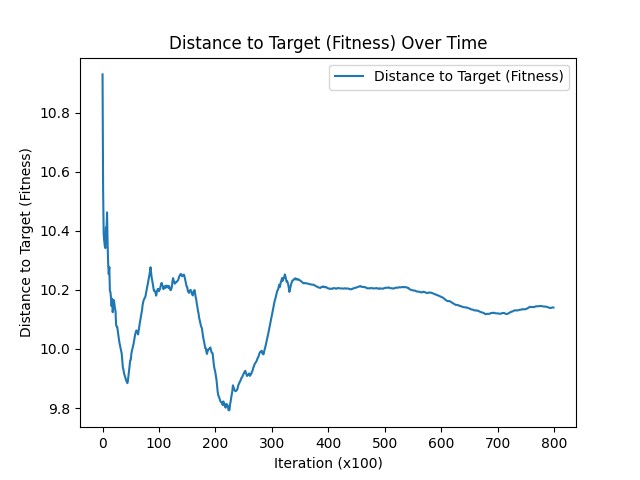 Distance to Target (Fitness) Over Time
Distance to Target (Fitness)
Distance to Target (Fitness)
10.8
10.6
10.4
10.2
10.0
9.8
0 100 200 300 400 500 600 700 800
Iteration (x100)